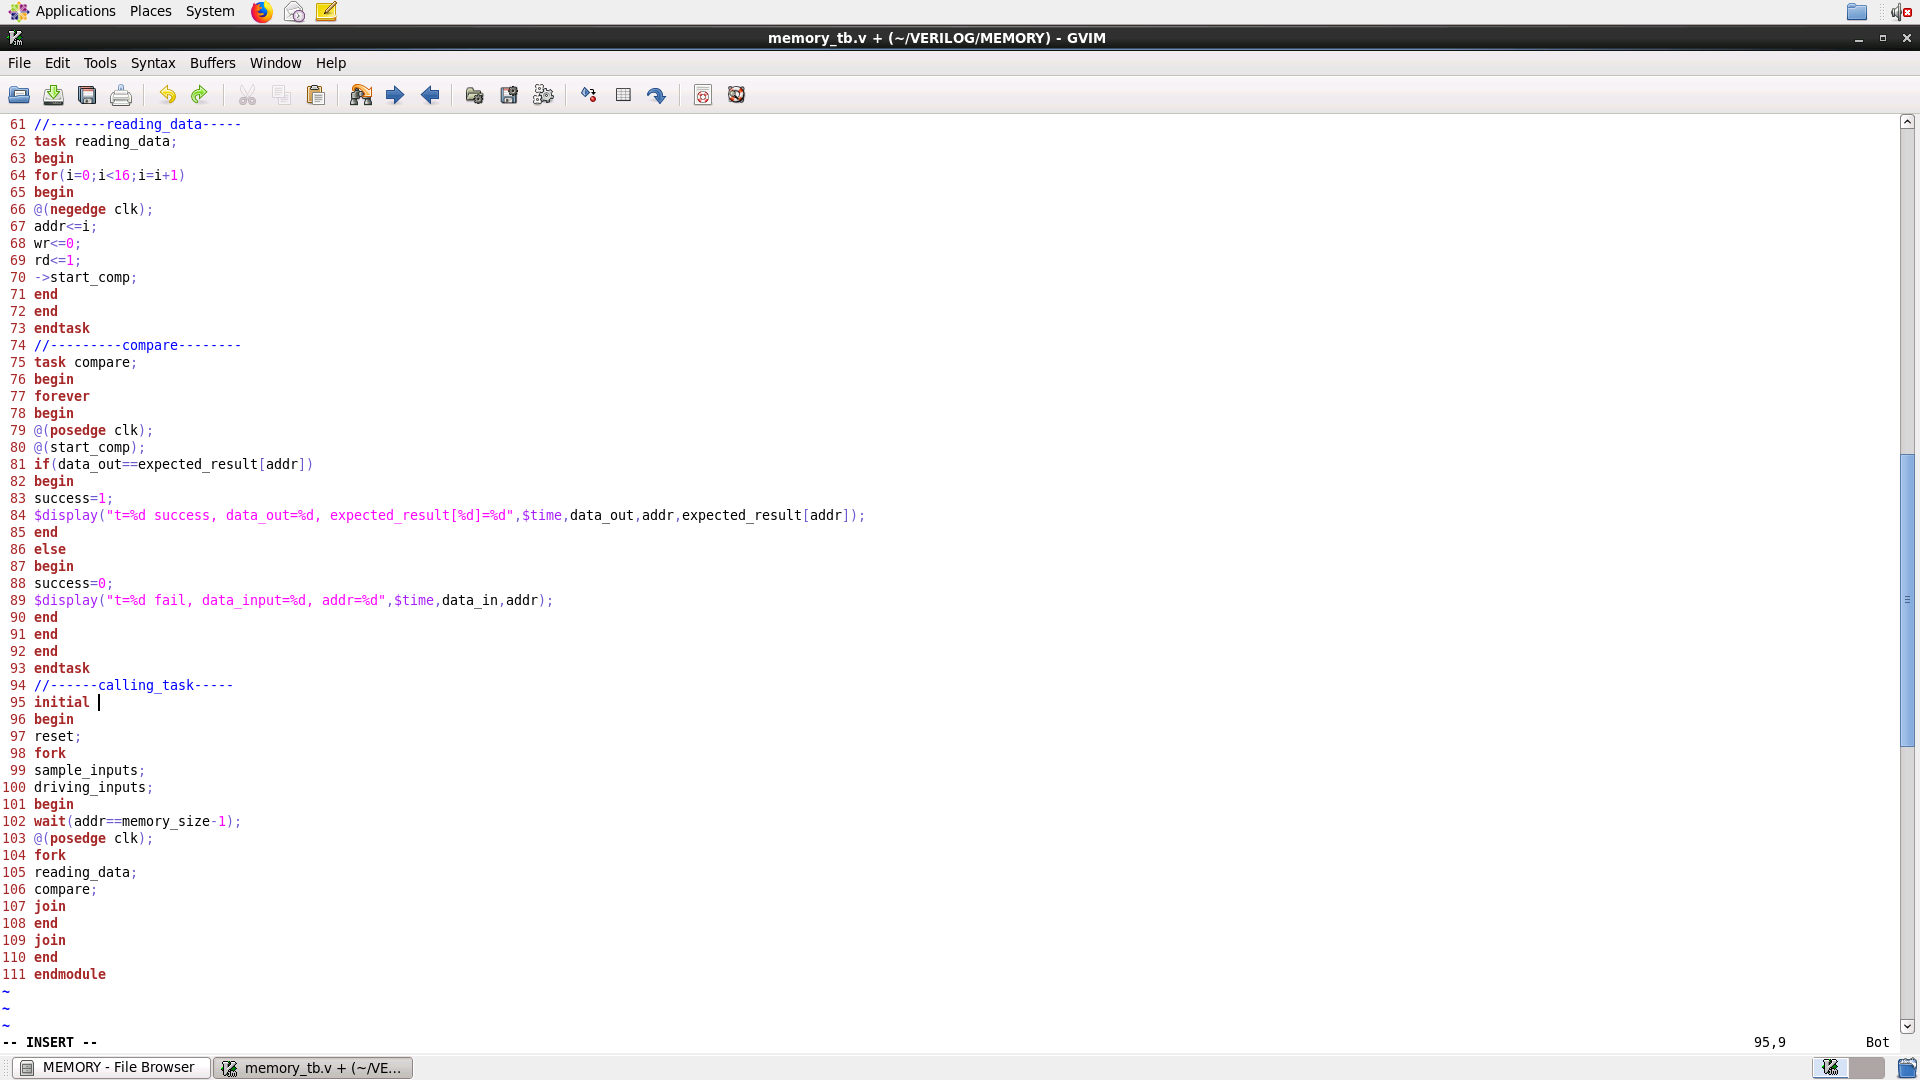 Applications Places System
memory_tb.v + (~/VERILOG/MEMORY) - GVIM
File Edit Tools Syntax Buffers Window Help
61 //-------reading_data-----
62 task reading_data;
63 begin
64 for(i=0;i<16;i=i+1)
65 begin
66 @(negedge clk);
67 addr<=i;
68 wr<=0;
69 rd<=1;
70 ->start_comp;
71 end
72 end
73 endtask
74 //---------compare--------
75 task compare;
76 begin
77 forever
78 begin
79 @(posedge clk);
80 @(start_comp);
81 if(data_out==expected_result[addr])
82 begin
83 success=1;
84 $display("t=%d success, data_out=%d, expected_result[%d]=%d",$time,data_out,addr,expected_result[addr]);
85 end
86 else
87 begin
88 success=0;
89 $display("t=%d fail, data_input=%d, addr=%d",$time,data_in,addr);
90 end
91 end
92 end
93 endtask
94 //------calling_task-----
95 initial
96 begin
97 reset;
98 fork
99 sample_inputs;
100 driving_inputs;
101 begin
102 wait(addr==memory_size-1);
103 @(posedge clk);
104 fork
105 reading_data;
106 compare;
107 join
108 end
109 join
110 end
111 endmodule
~
~
~
-- INSERT -- 95,9 Bot
MEMORY - File Browser memory_tb.v + (~/VE...